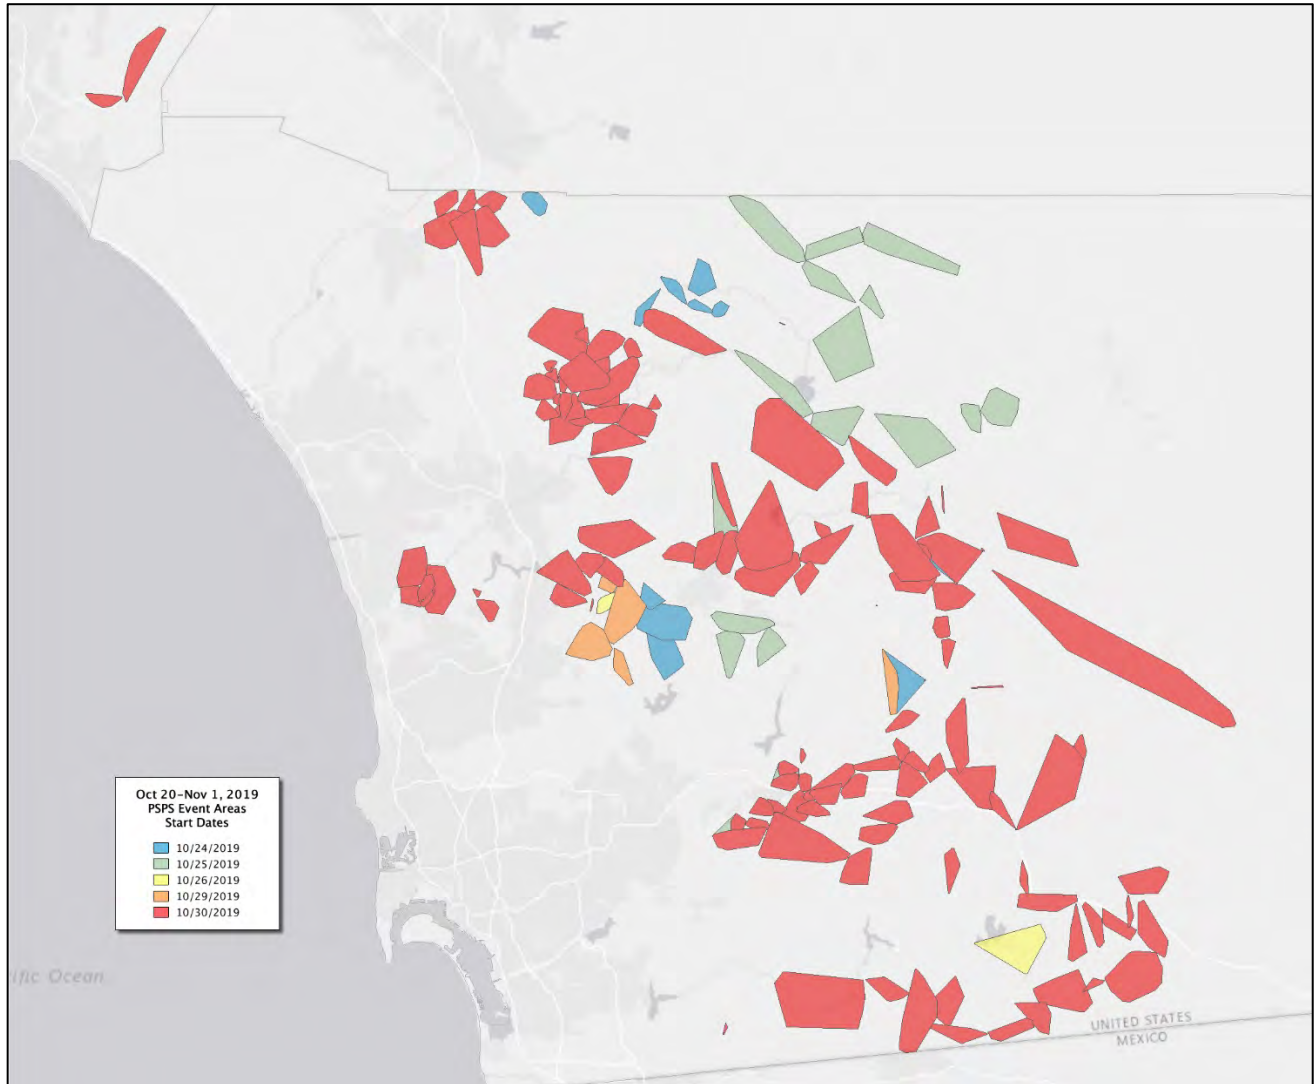 Oct 20-Nov 1, 2019
PSPS Event Areas
Start Dates
10/24/2019
10/25/2019
10/26/2019
10/29/2019
10/30/2019
ific Ocean
UNITED STATES
MEXICO